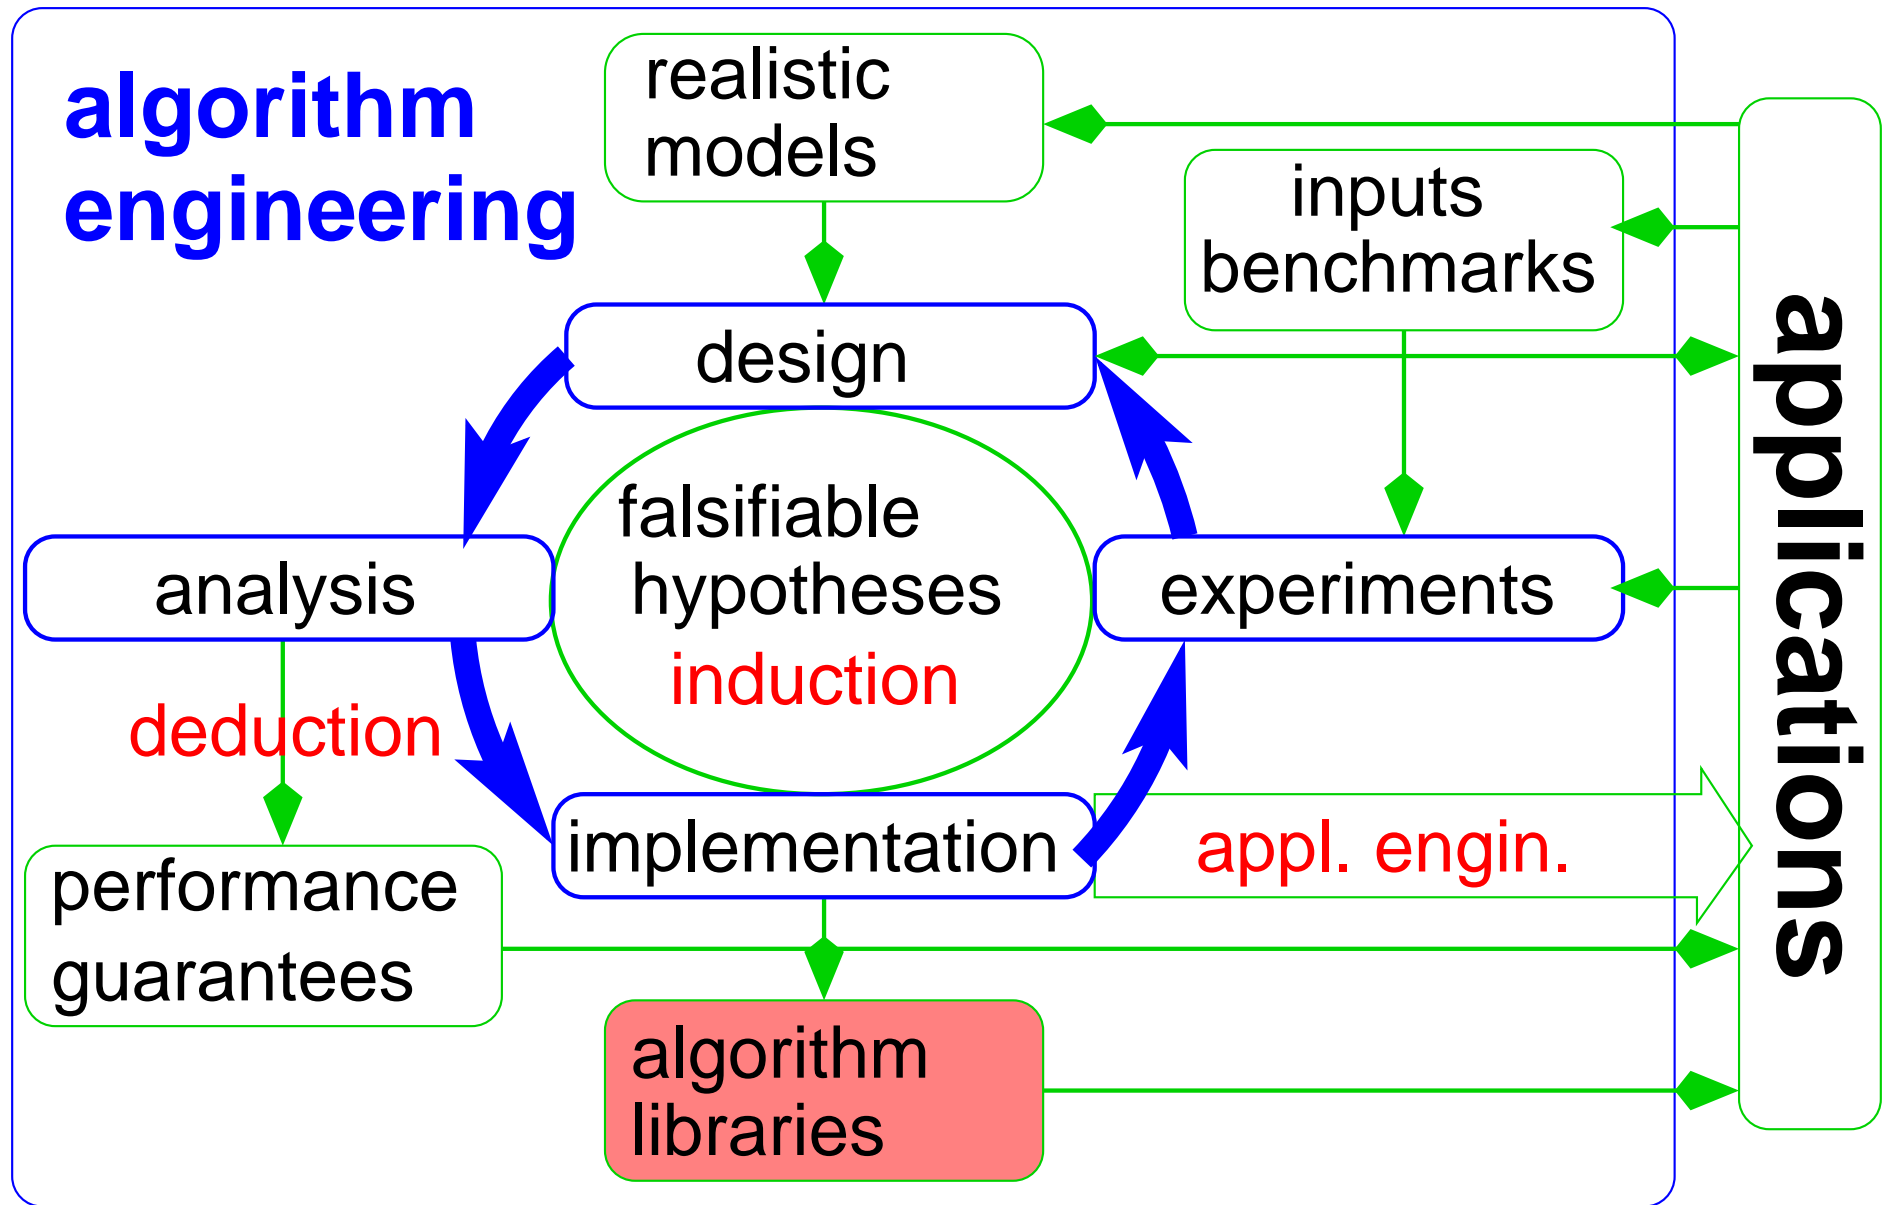 algorithm
engineering
realistic
models
inputs
benchmarks
design
falsifiable
hypotheses
induction
analysis
experiments
deduction
implementation
appl. engin.
performance
guarantees
algorithm
libraries
applications